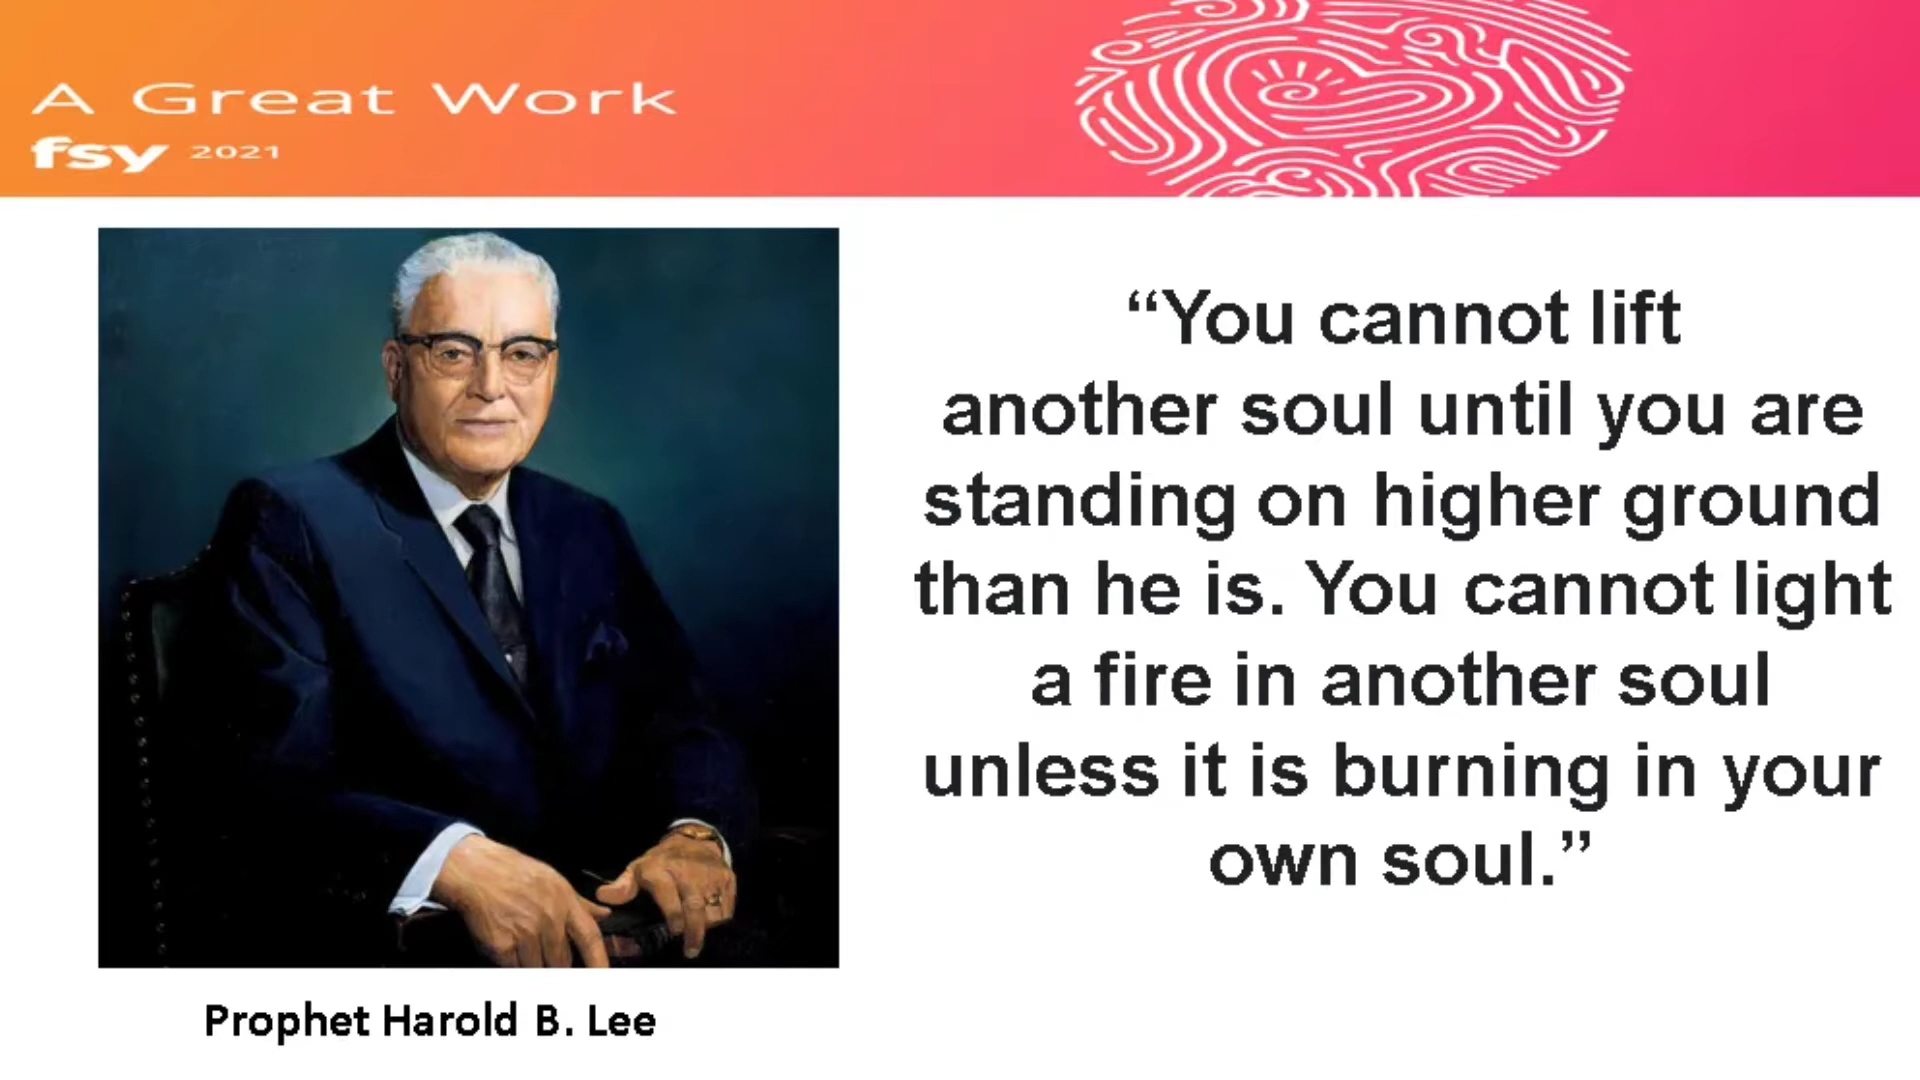 A Great Work
fsy 2021
“You cannot lift
another soul until you are
standing on higher ground
than he is. You cannot light
a fire in another soul
unless it is burning in your
own soul.”
Prophet Harold B. Lee